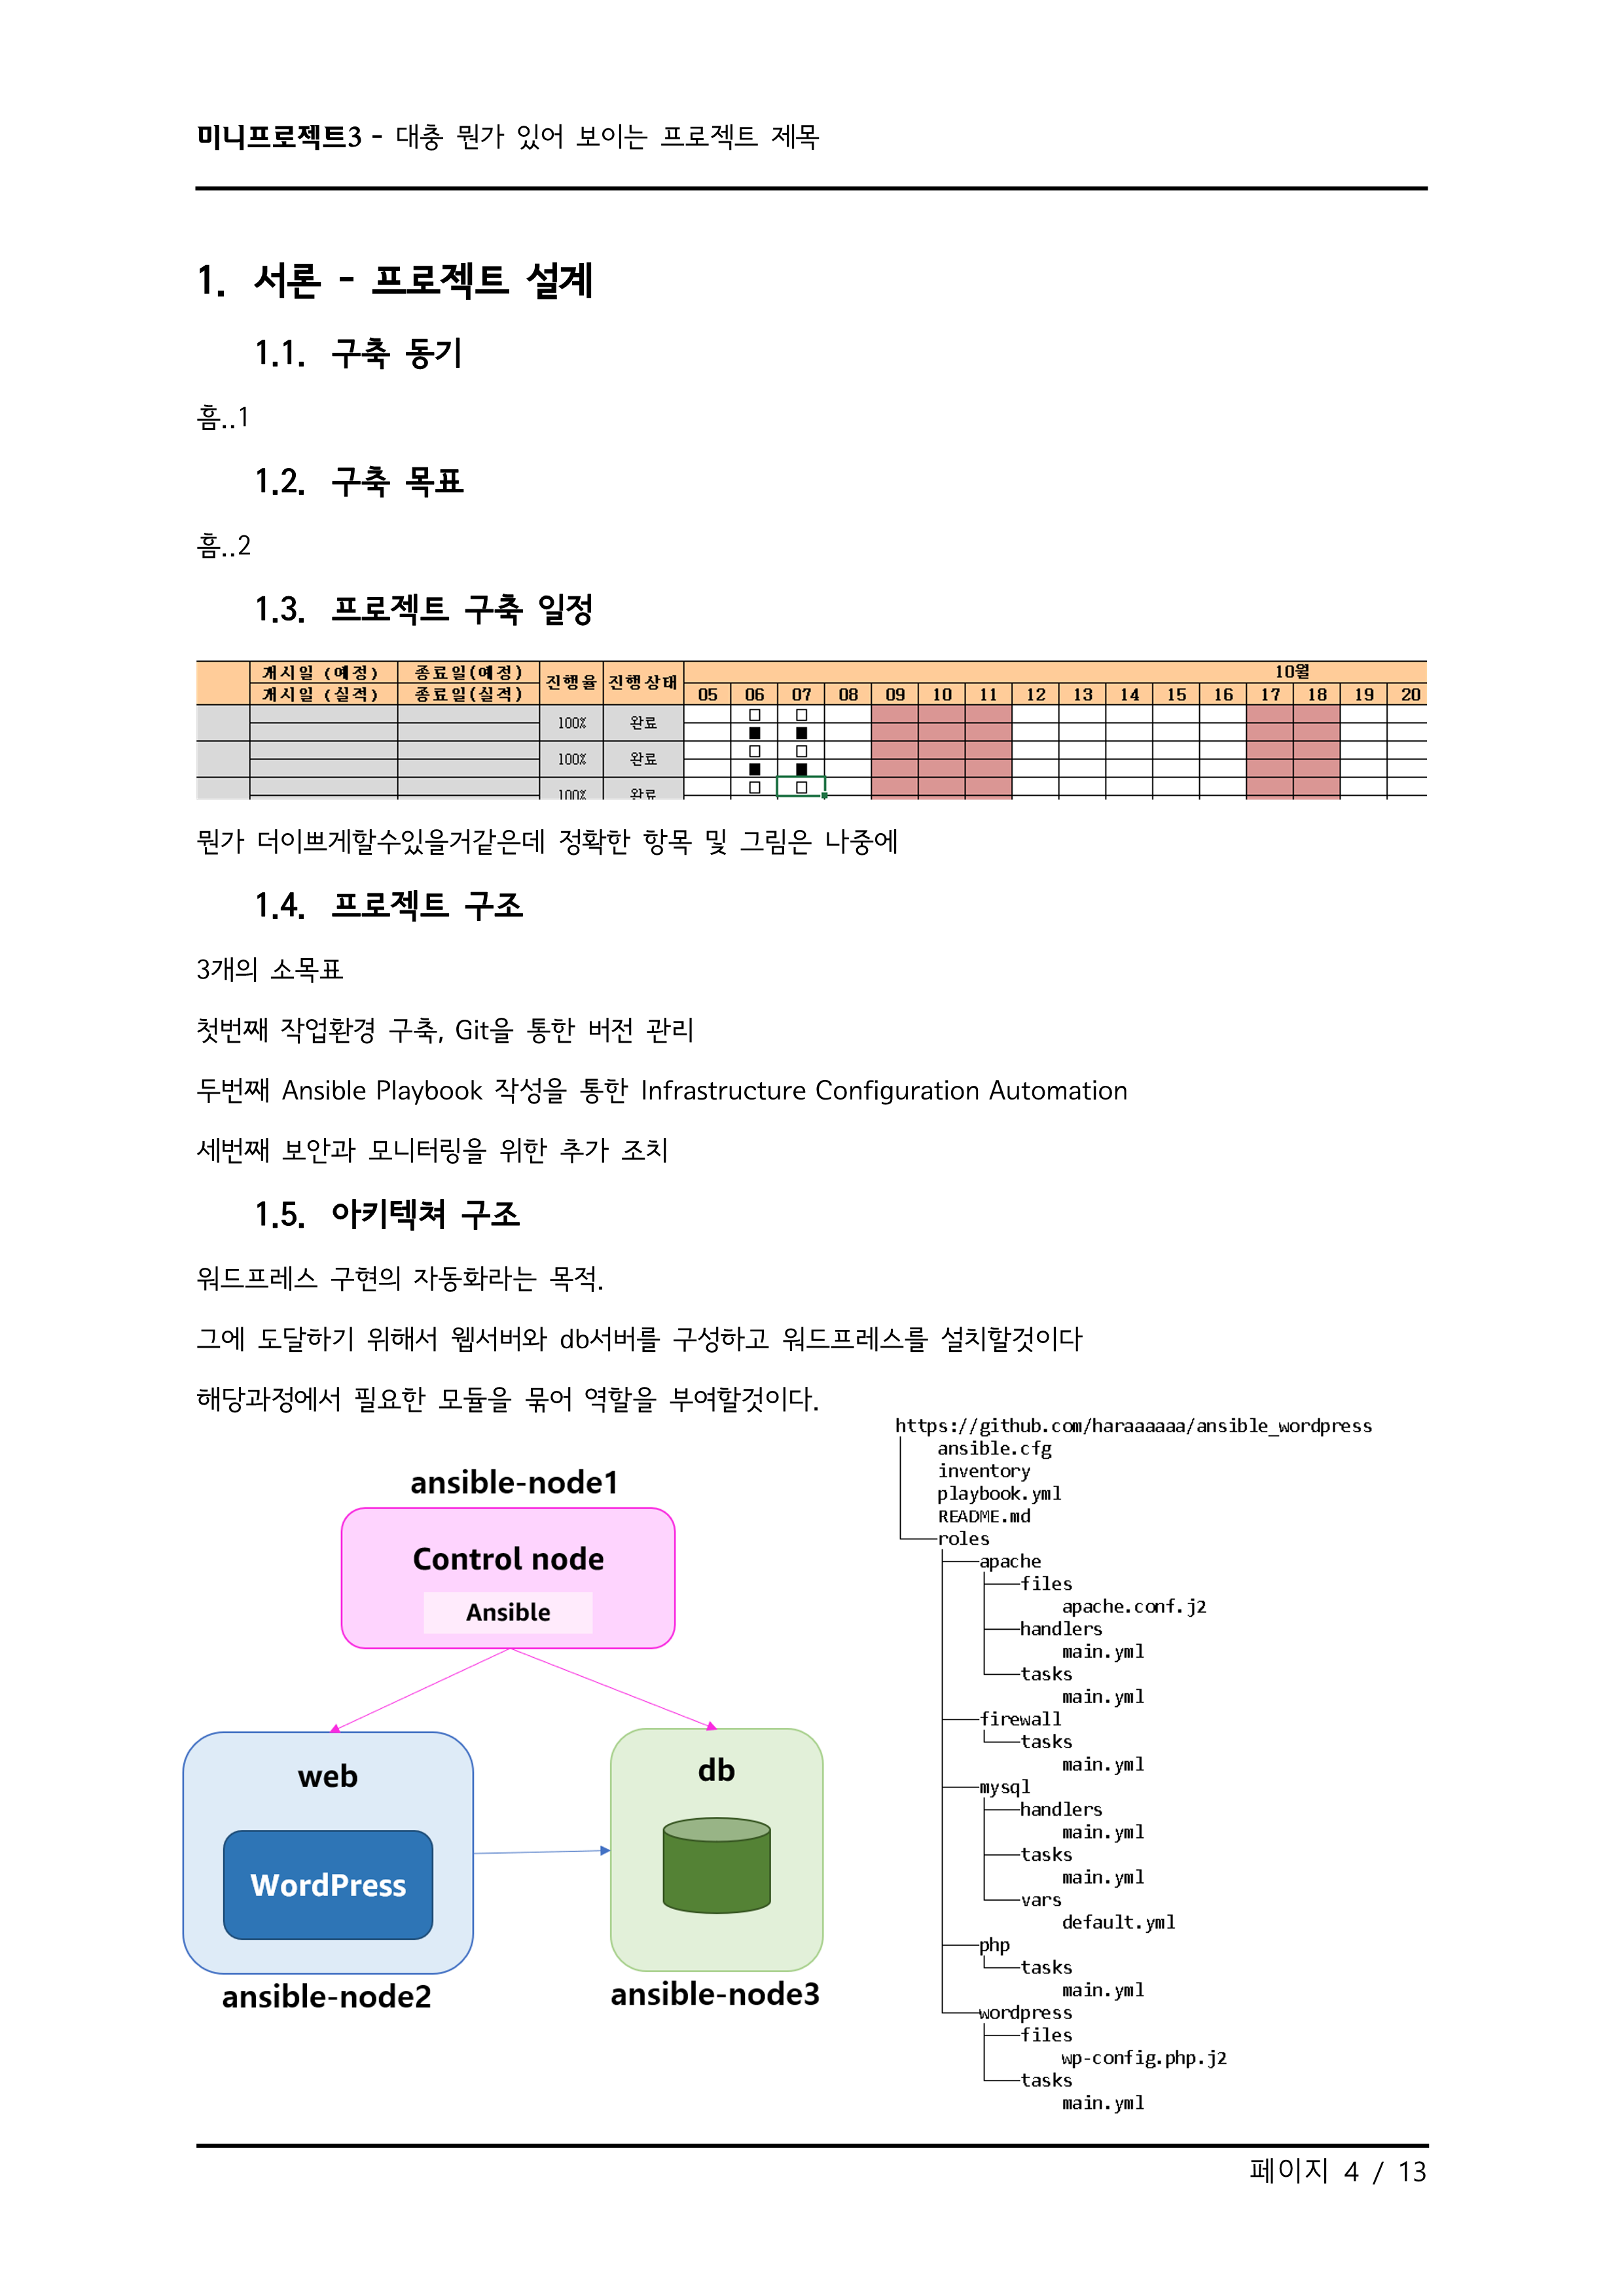 미니프로젝트3 - 대충 뭔가 있어 보이는 프로젝트 제목
1. 서론 - 프로젝트 설계
1.1. 구축 동기
흠..1
1.2. 구축 목표
흠..2
1.3. 프로젝트 구축 일정
개시일 (예정) 종료일(예정) 진행율 진행상태 10월
개시일 (실적) 종료일(실적) 05 06 07 08 09 10 11 12 13 14 15 16 17 18 19 20
□ □
100% 완료
■ ■
□ □
100% 완료
■ ■
□ □
100% 완료
뭔가 더이쁘게할수있을거같은데 정확한 항목 및 그림은 나중에
1.4. 프로젝트 구조
3개의 소목표
첫번째 작업환경 구축, Git을 통한 버전 관리
두번째 Ansible Playbook 작성을 통한 Infrastructure Configuration Automation
세번째 보안과 모니터링을 위한 추가 조치
1.5. 아키텍쳐 구조
워드프레스 구현의 자동화라는 목적.
그에 도달하기 위해서 웹서버와 db서버를 구성하고 워드프레스를 설치할것이다
해당과정에서 필요한 모듈을 묶어 역할을 부여할것이다.
ansible-node1
Control node
Ansible
web
WordPress
ansible-node2
db
ansible-node3
https://github.com/haraaaaaa/ansible_wordpress
ansible.cfg
inventory
playbook.yml
README.md
roles
apache
files
apache.conf.j2
handlers
main.yml
tasks
main.yml
firewall
tasks
main.yml
mysql
handlers
main.yml
tasks
main.yml
vars
default.yml
php
tasks
main.yml
wordpress
files
wp-config.php.j2
tasks
main.yml
페이지 4 / 13